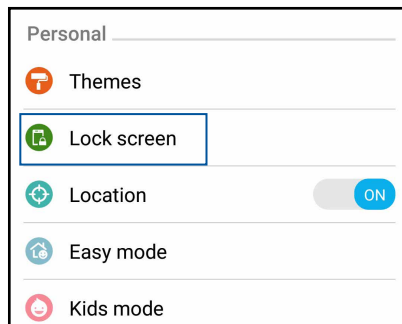 Personal
Themes
Lock screen
Location ON
Easy mode
Kids mode